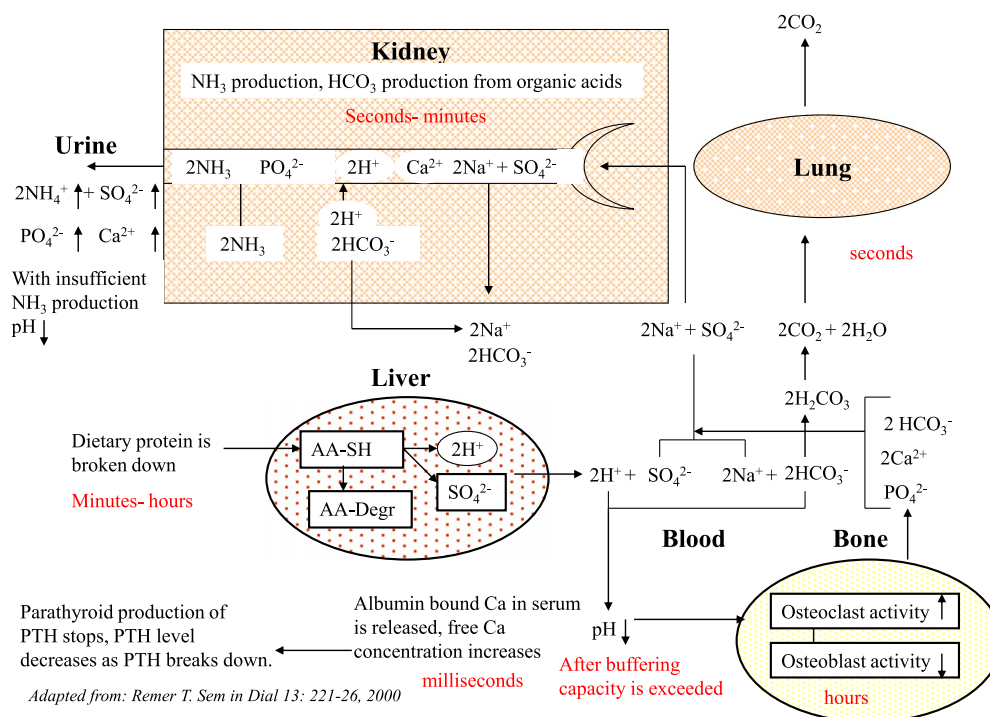 2CO₂
Kidney
NH₃ production, HCO₃ production from organic acids
Seconds- minutes
Lung
seconds
Urine
2NH₃ PO₄²⁻ 2H⁺ Ca²⁺ 2Na⁺ + SO₄²⁻
2NH₄⁺ + SO₄²⁻
PO₄²⁻ Ca²⁺
2H⁺
2HCO₃⁻
2NH₃
With insufficient
NH₃ production
pH
2Na⁺
2HCO₃⁻
2Na⁺ + SO₄²⁻
2CO₂ + 2H₂O
2H₂CO₃
Liver
Dietary protein is
broken down
Minutes- hours
AA-SH
2H⁺
SO₄²⁻
AA-Degr
2H⁺ + SO₄²⁻
2Na⁺ + 2HCO₃⁻
2 HCO₃⁻
2Ca²⁺
PO₄²⁻
Blood
Bone
Osteoclast activity
Osteoblast activity
hours
pH
After buffering
capacity is exceeded
Albumin bound Ca in serum
is released, free Ca
concentration increases
milliseconds
Parathyroid production of
PTH stops, PTH level
decreases as PTH breaks down.
Adapted from: Remer T. Sem in Dial 13: 221-26, 2000